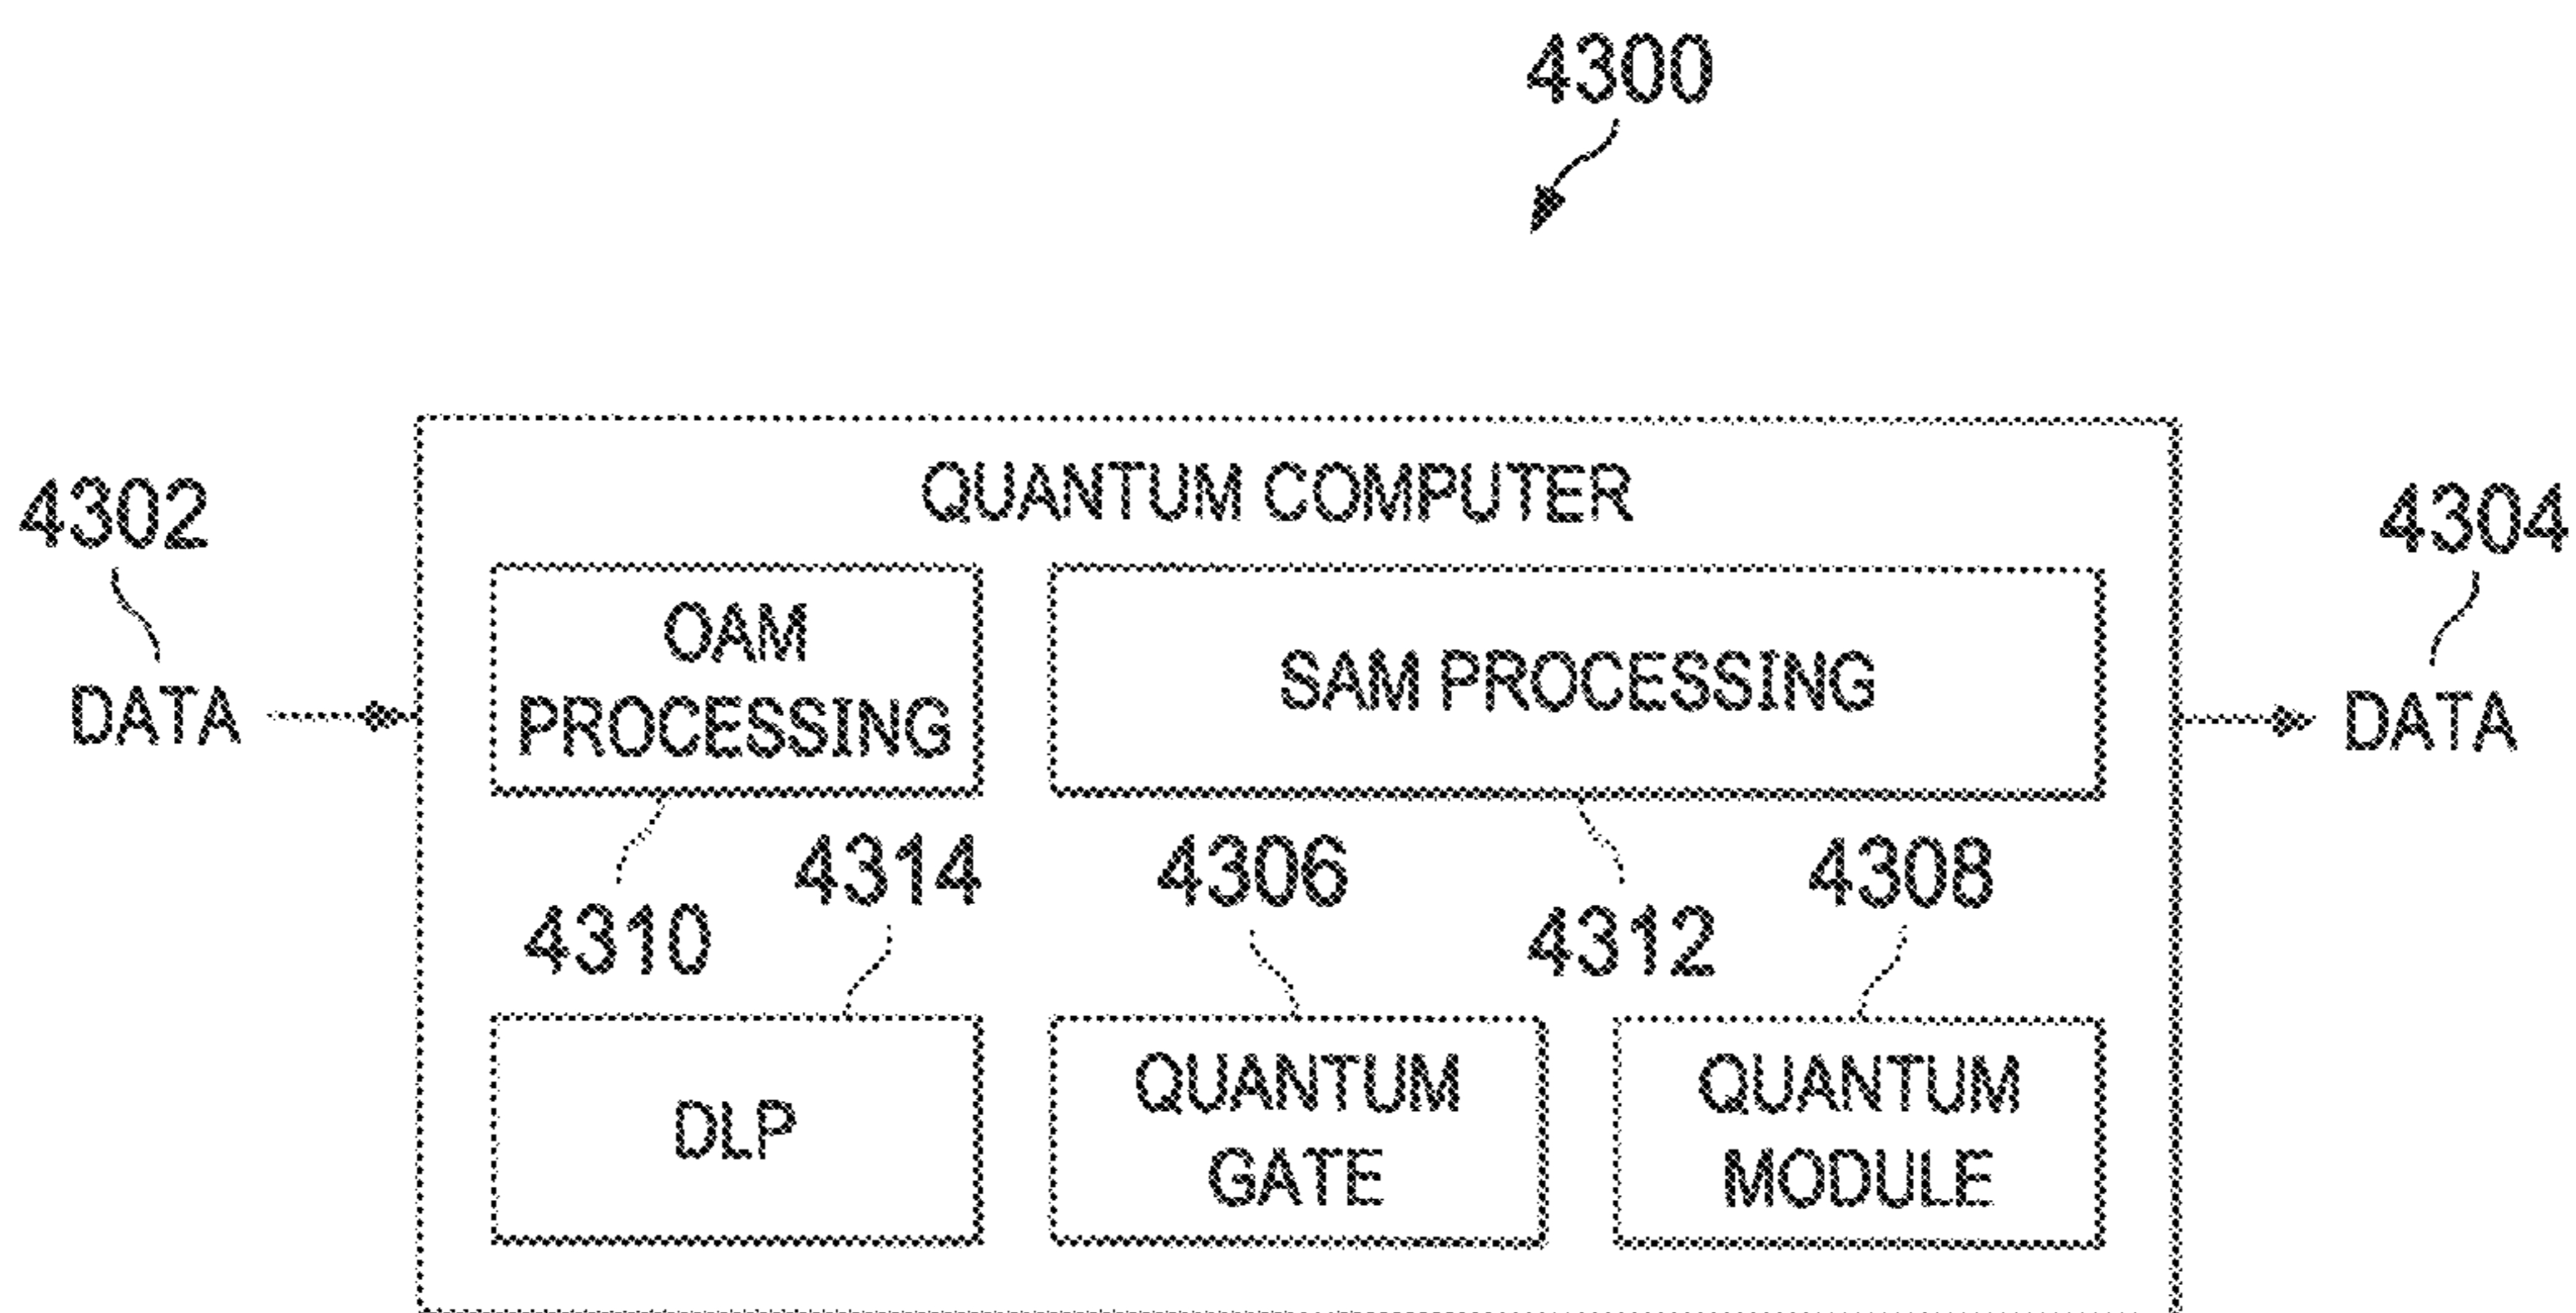 4300
QUANTUM COMPUTER
4302
4304
OAM
PROCESSING
SAM PROCESSING
DATA
DATA
4310
4314
4306
4312
4308
DLP
QUANTUM
GATE
QUANTUM
MODULE